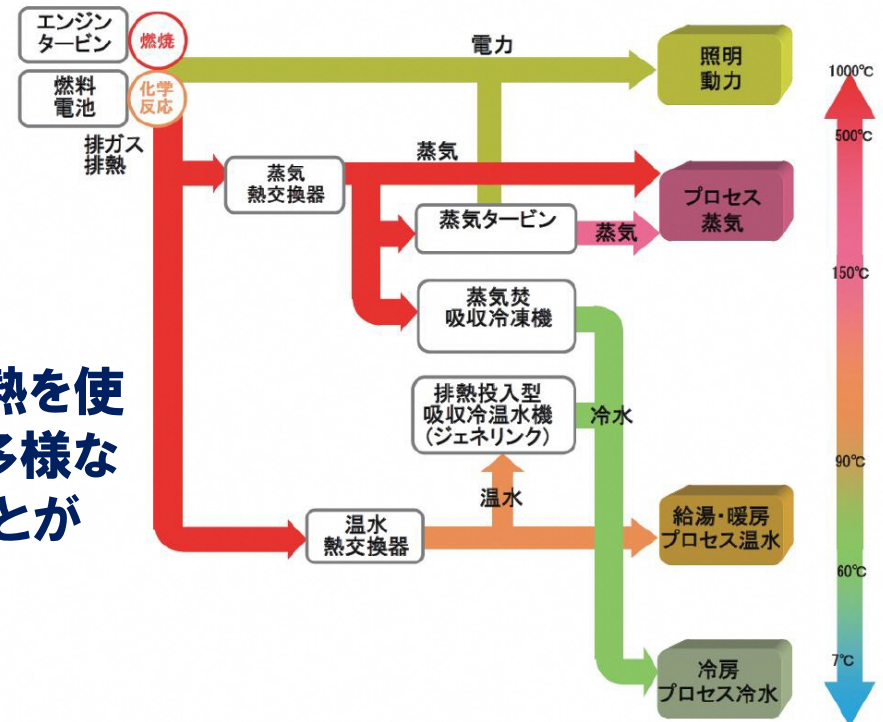 エンジン
タービン
燃焼
燃料
電池
化学
反応
排ガス
排熱
電力
照明
動力
蒸気
熱交換器
蒸気
プロセス
蒸気
蒸気タービン
蒸気
蒸気焚
吸収冷凍機
排熱投入型
吸収冷温水機
(ジェネリンク)
冷水
温水
温水
熱交換器
給湯・暖房
プロセス温水
冷房
プロセス冷水
1000℃
500℃
150℃
90℃
60℃
7℃
熱を使
多様な
とが